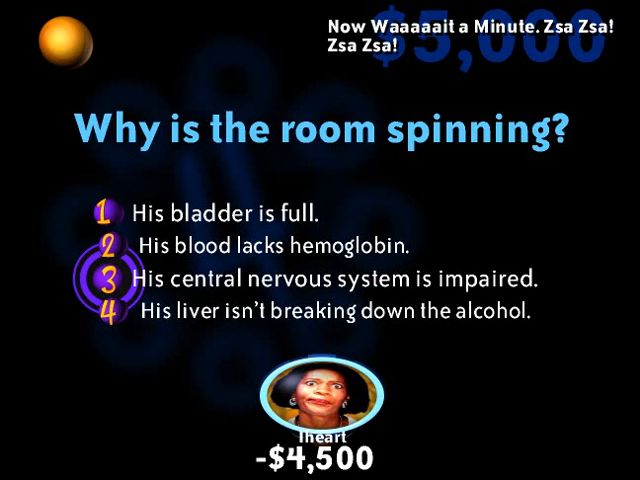 Now Waaaaait a Minute. Zsa Zsa!
Zsa Zsa!
$5,000
Why is the room spinning?
1 His bladder is full.
2 His blood lacks hemoglobin.
3 His central nervous system is impaired.
4 His liver isn't breaking down the alcohol.
Iheart
-$4,500